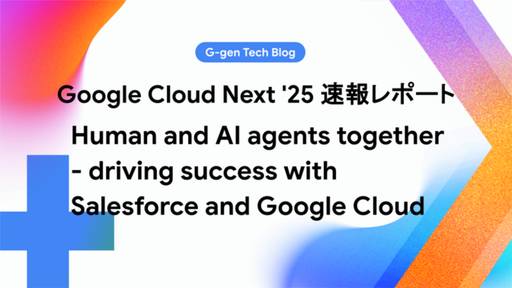 G-gen Tech Blog
Google Cloud Next '25 速報レポート
Human and AI agents together
- driving success with
Salesforce and Google Cloud